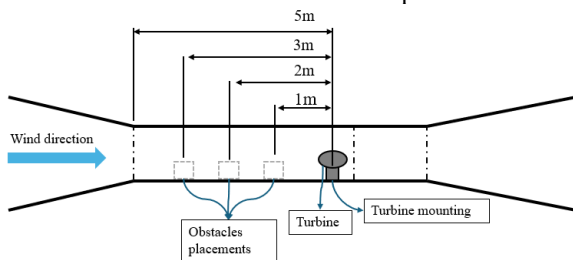 5m
3m
2m
1m
Wind direction
Turbine
Turbine mounting
Obstacles
placements